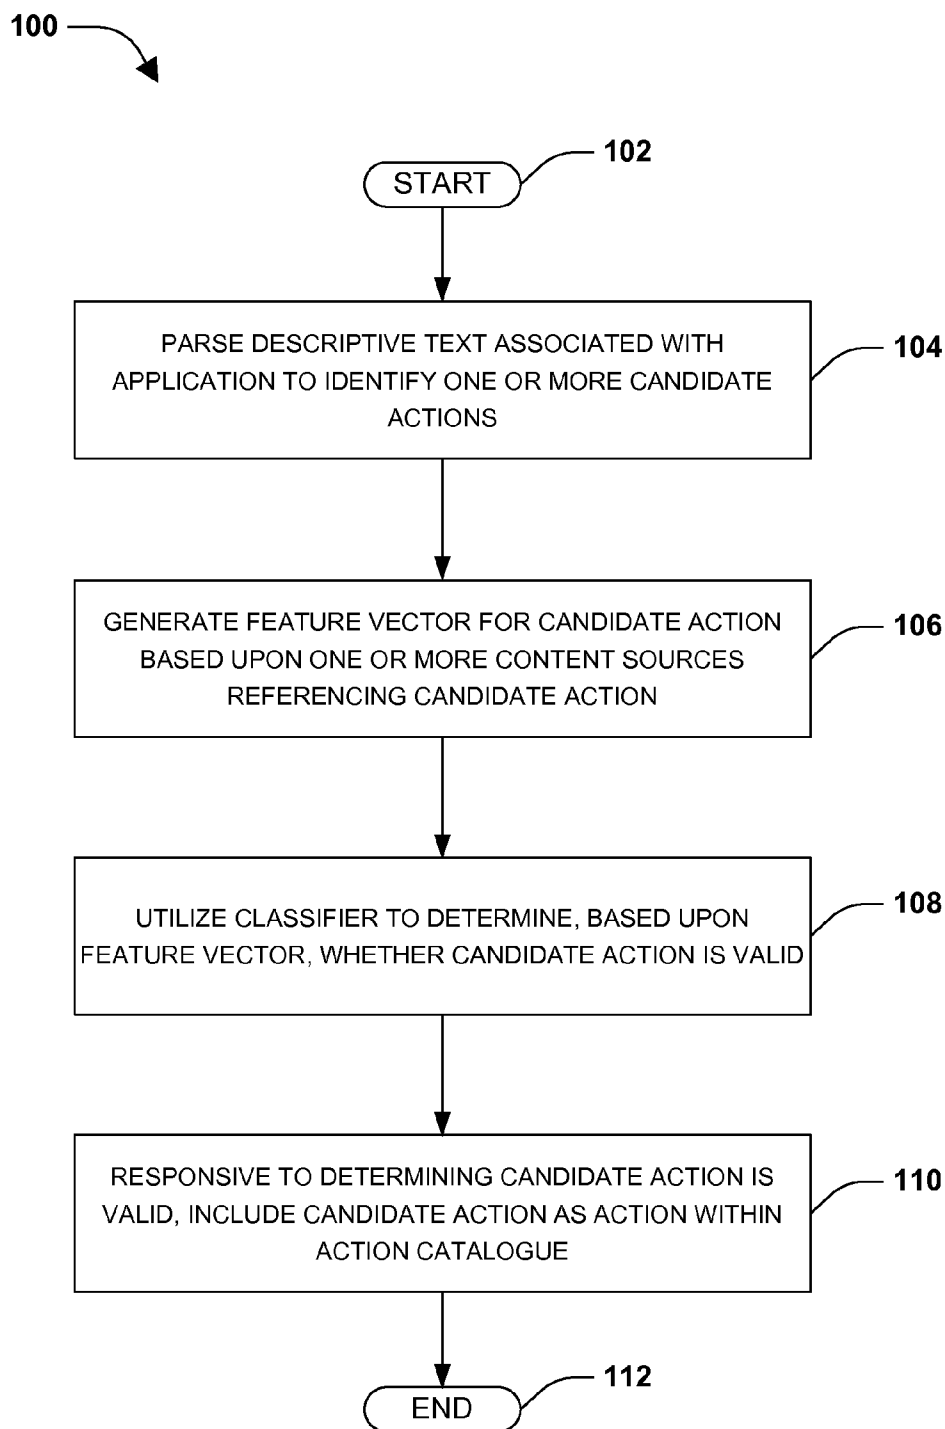 100
102
START
PARSE DESCRIPTIVE TEXT ASSOCIATED WITH
APPLICATION TO IDENTIFY ONE OR MORE CANDIDATE
ACTIONS
104
GENERATE FEATURE VECTOR FOR CANDIDATE ACTION
BASED UPON ONE OR MORE CONTENT SOURCES
REFERENCING CANDIDATE ACTION
106
UTILIZE CLASSIFIER TO DETERMINE, BASED UPON
FEATURE VECTOR, WHETHER CANDIDATE ACTION IS VALID
108
RESPONSIVE TO DETERMINING CANDIDATE ACTION IS
VALID, INCLUDE CANDIDATE ACTION AS ACTION WITHIN
ACTION CATALOGUE
110
112
END